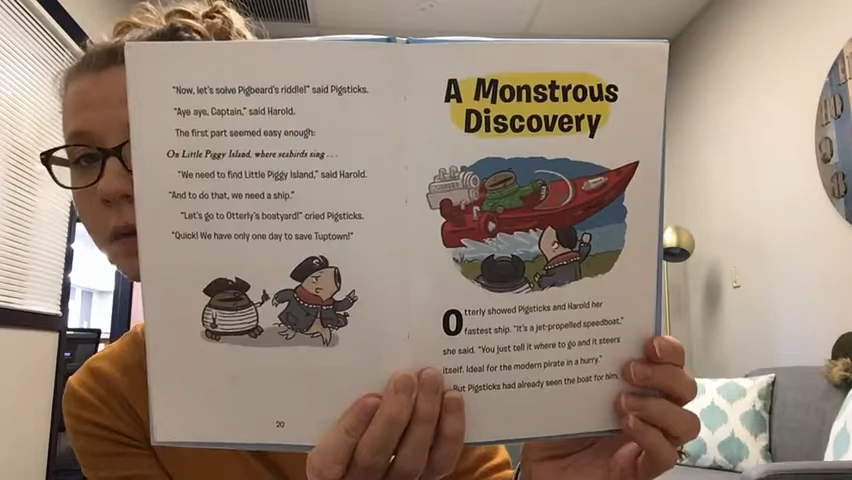 "Now, let's solve Pigbeard's riddle!" said Pigsticks.
"Aye aye, Captain," said Harold.
The first part seemed easy enough:
On Little Piggy Island, where seabirds sing . . .
"We need to find Little Piggy Island," said Harold.
"And to do that, we need a ship."
"Let's go to Otterly's boatyard!" cried Pigsticks.
"Quick! We have only one day to save Tuptown!"
20
A Monstrous
Discovery
Otterly showed Pigsticks and Harold her
fastest ship. "It's a jet-propelled speedboat,"
she said. "You just tell it where to go and it steers
itself. Ideal for the modern pirate in a hurry."
But Pigsticks had already seen the boat for him.